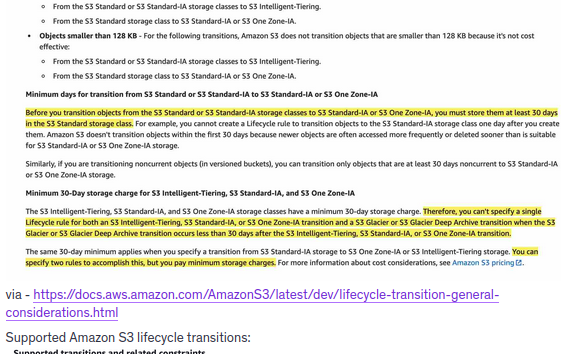 From the S3 Standard or S3 Standard-IA storage classes to S3 Intelligent-Tiering.
From the S3 Standard storage class to S3 Standard-IA or S3 One Zone-IA.
Objects smaller than 128 KB - For the following transitions, Amazon S3 does not transition objects that are smaller than 128 KB because it's not cost
effective:
From the S3 Standard or S3 Standard-IA storage classes to S3 Intelligent-Tiering.
From the S3 Standard storage class to S3 Standard-IA or S3 One Zone-IA.
Minimum days for transition from S3 Standard or S3 Standard-IA to S3 Standard-IA or S3 One Zone-IA
Before you transition objects from the S3 Standard or S3 Standard-IA storage classes to S3 Standard-IA or S3 One Zone-IA, you must store them at least 30 days
in the S3 Standard storage class. For example, you cannot create a Lifecycle rule to transition objects to the S3 Standard-IA storage class one day after you create
them. Amazon S3 doesn't transition objects within the first 30 days because newer objects are often accessed more frequently or deleted sooner than is suitable
for S3 Standard-IA or S3 One Zone-IA storage.
Similarly, if you are transitioning noncurrent objects (in versioned buckets), you can transition only objects that are at least 30 days noncurrent to S3 Standard-IA
or S3 One Zone-IA storage.
Minimum 30-Day storage charge for S3 Intelligent-Tiering, S3 Standard-IA, and S3 One Zone-IA
The S3 Intelligent-Tiering, S3 Standard-IA, and S3 One Zone-IA storage classes have a minimum 30-day storage charge. Therefore, you can't specify a single
Lifecycle rule for both an S3 Intelligent-Tiering, S3 Standard-IA, or S3 One Zone-IA transition and a S3 Glacier or S3 Glacier Deep Archive transition when the S3
Glacier or S3 Glacier Deep Archive transition occurs less than 30 days after the S3 Intelligent-Tiering, S3 Standard-IA, or S3 One Zone-IA transition.
The same 30-day minimum applies when you specify a transition from S3 Standard-IA storage to S3 One Zone-IA or S3 Intelligent-Tiering storage. You can
specify two rules to accomplish this, but you pay minimum storage charges. For more information about cost considerations, see Amazon S3 pricing.
via - https://docs.aws.amazon.com/AmazonS3/latest/dev/lifecycle-transition-general-
considerations.html
Supported Amazon S3 lifecycle transitions:
Supported transitions and related constraints